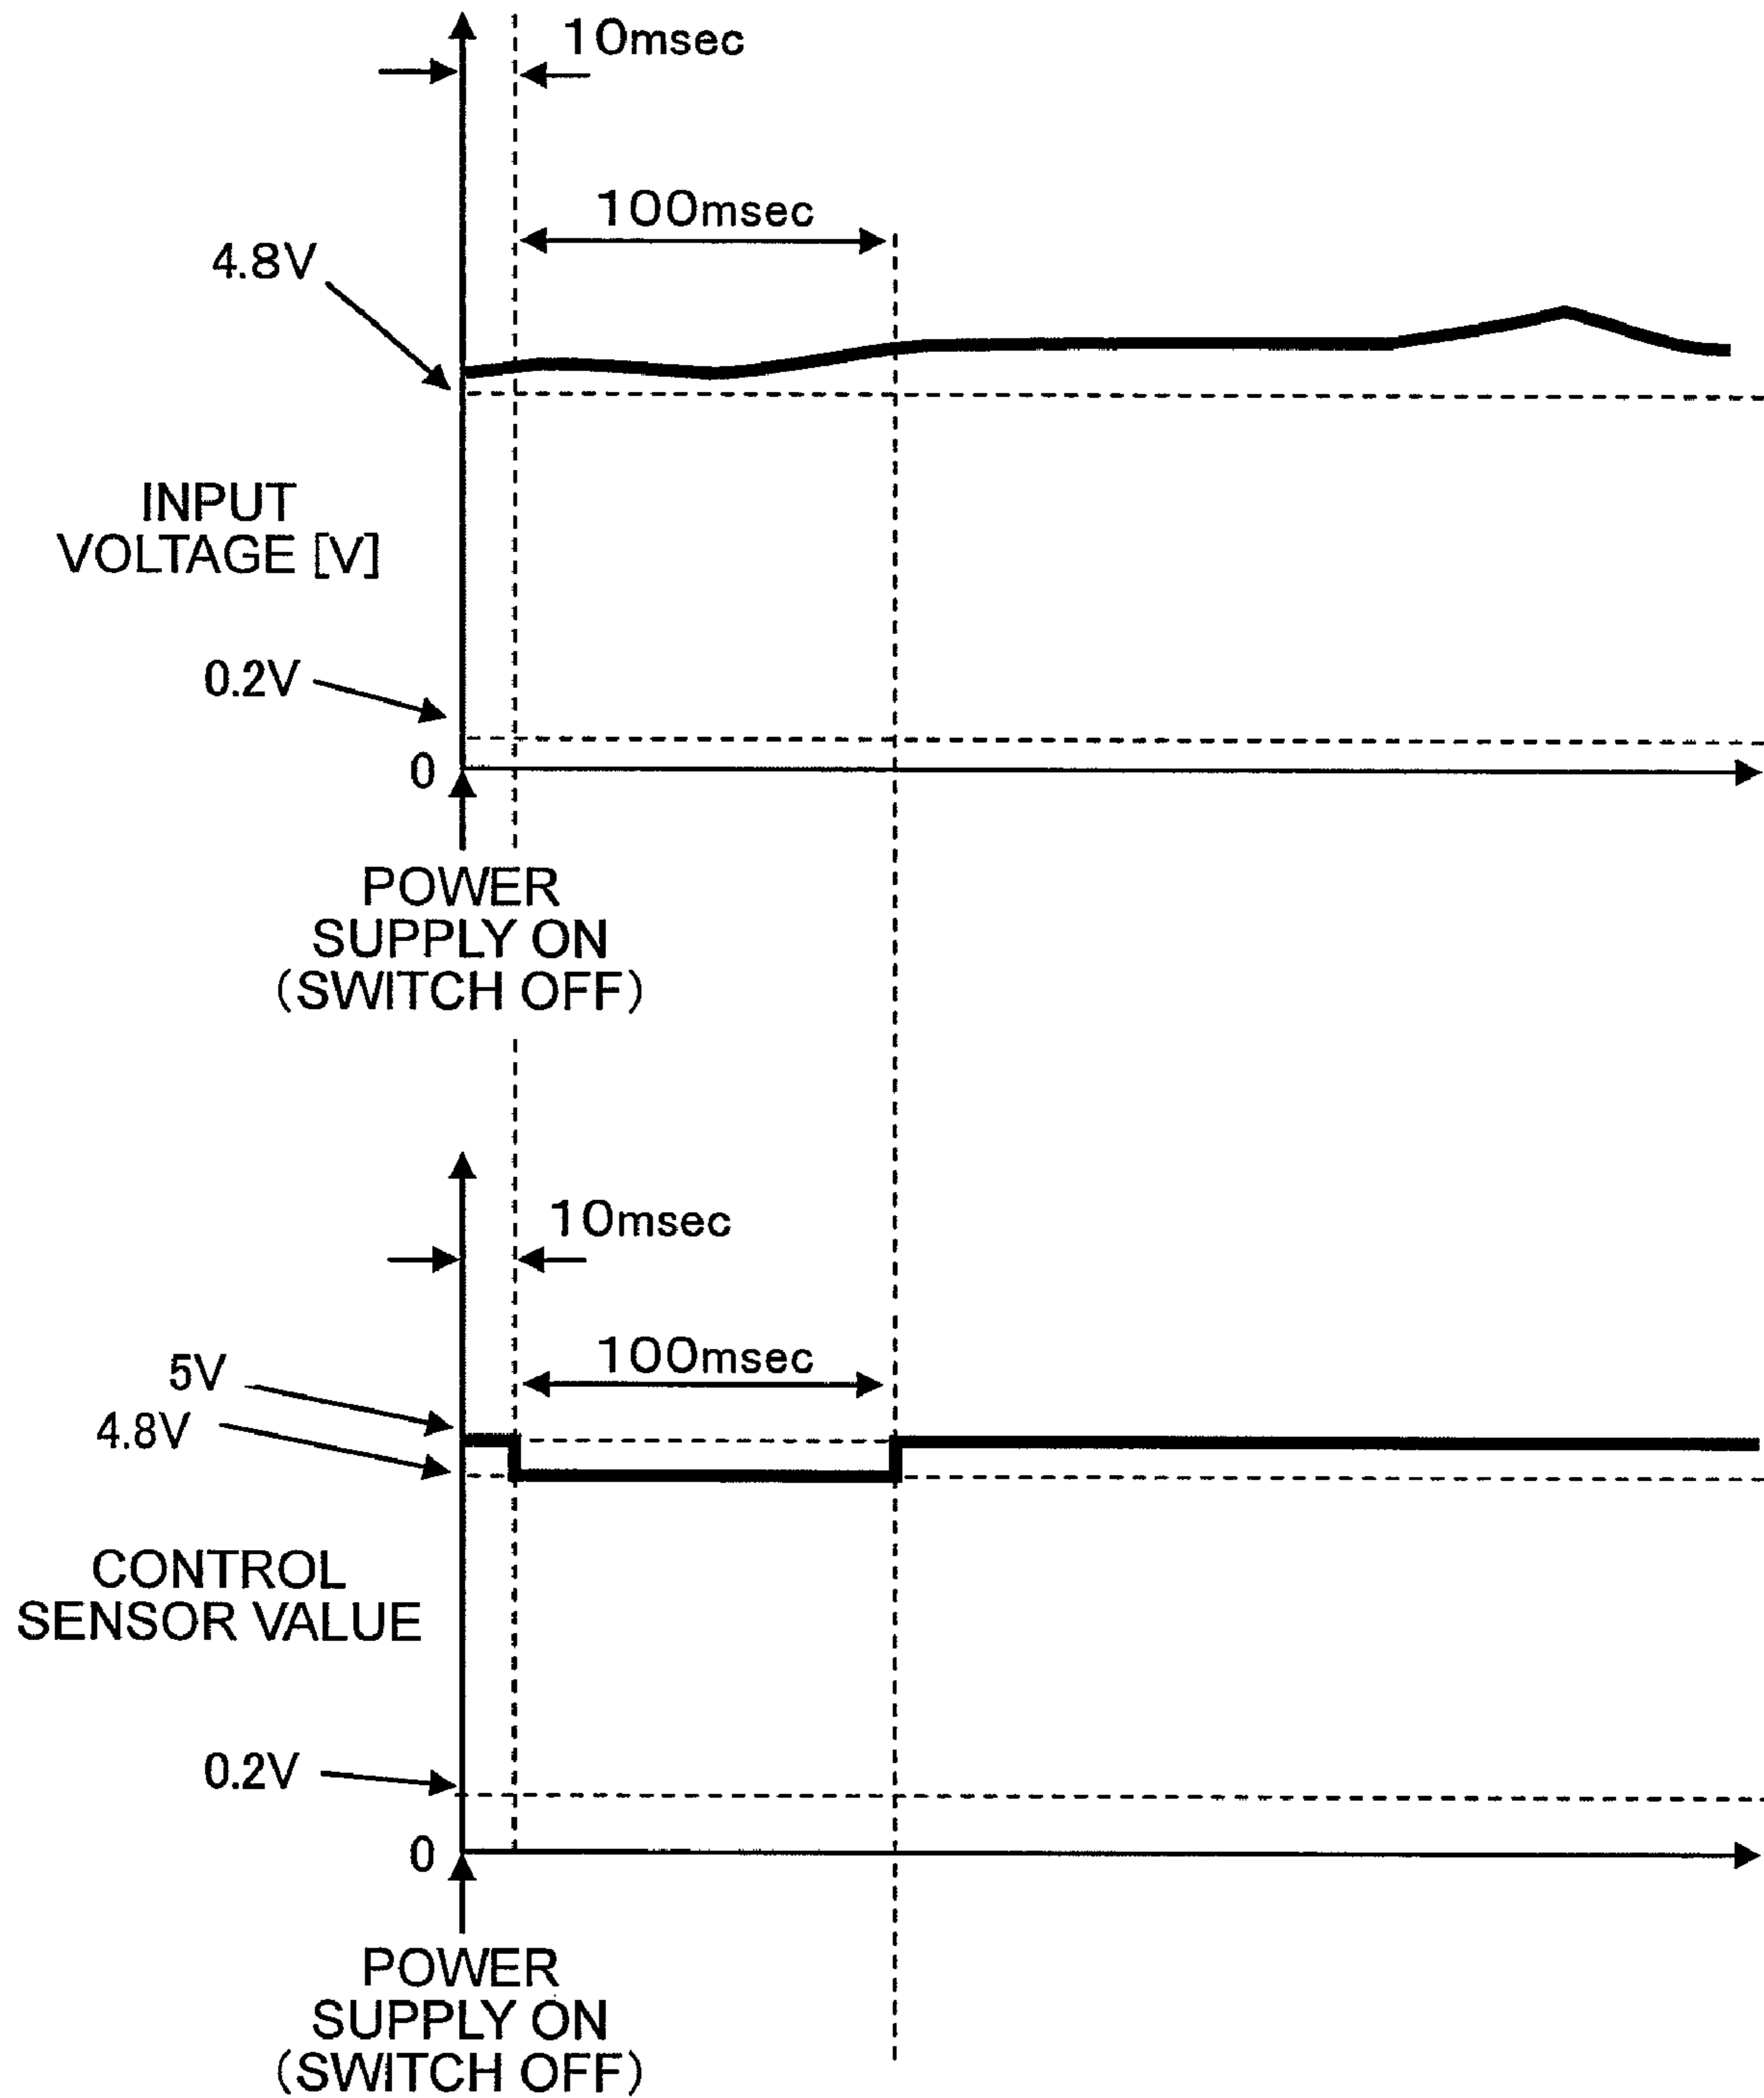 10msec
100msec
4.8V
INPUT
VOLTAGE [V]
0.2V
0
POWER
SUPPLY ON
(SWITCH OFF)
10msec
100msec
5V
4.8V
CONTROL
SENSOR VALUE
0.2V
0
POWER
SUPPLY ON
(SWITCH OFF)